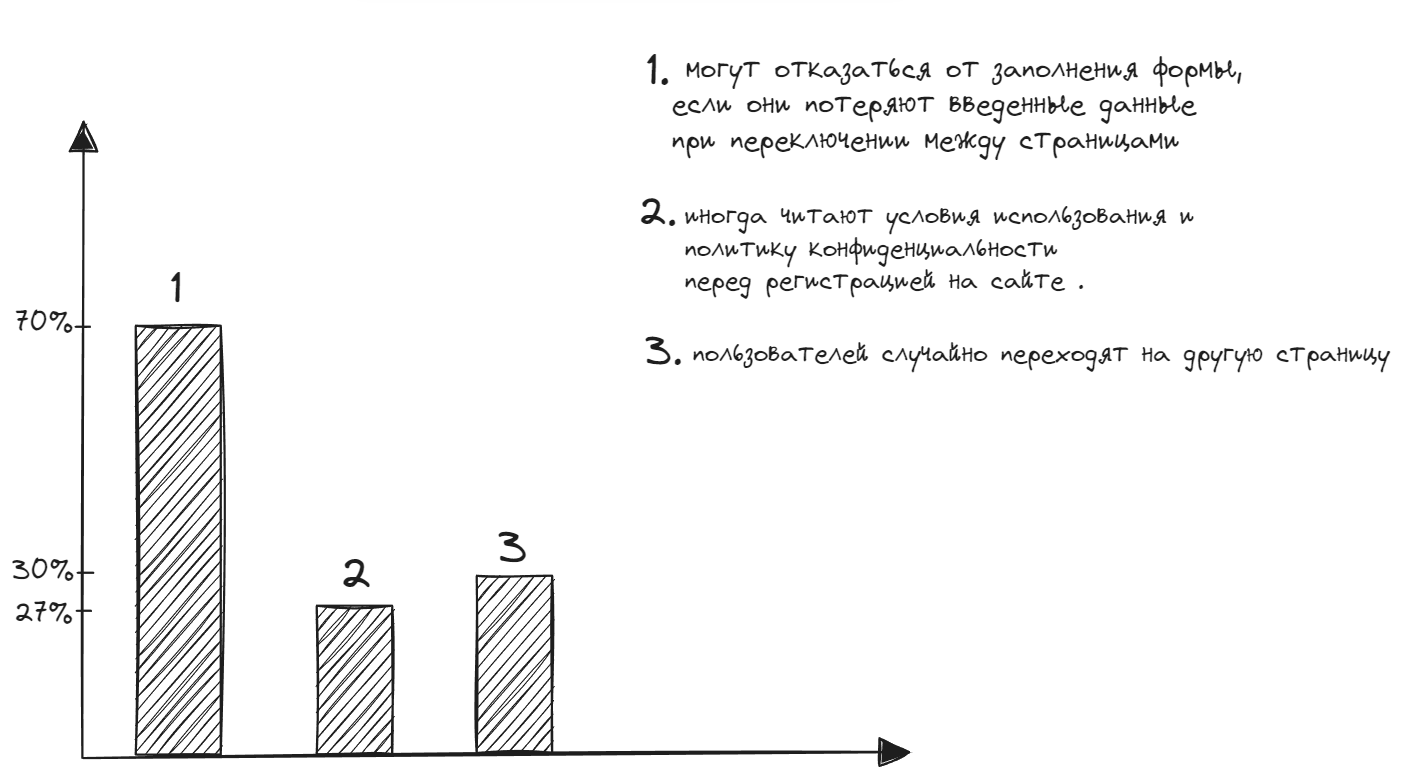 1. могут отказаться от заполнения формы,
если они потеряют введенные данные
при переключении между страницами
2. иногда читают условия использования и
политику конфиденциальности
перед регистрацией на сайте .
3. пользователей случайно переходят на другую страницу
1
70%
3
30%
2
27%